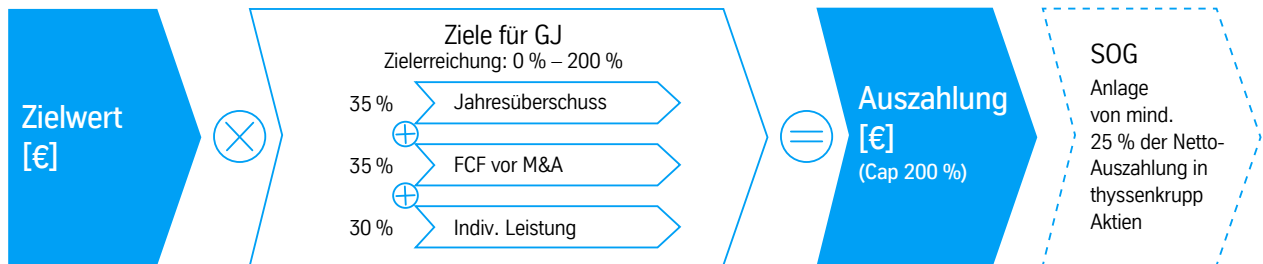 Zielwert
[€]
Ziele für GJ
Zielerreichung: 0 % – 200 %
35 %
Jahresüberschuss
35 %
FCF vor M&A
30 %
Indiv. Leistung
Auszahlung
[€]
(Cap 200 %)
SOG
Anlage
von mind.
25 % der Netto-
Auszahlung in
thyssenkrupp
Aktien